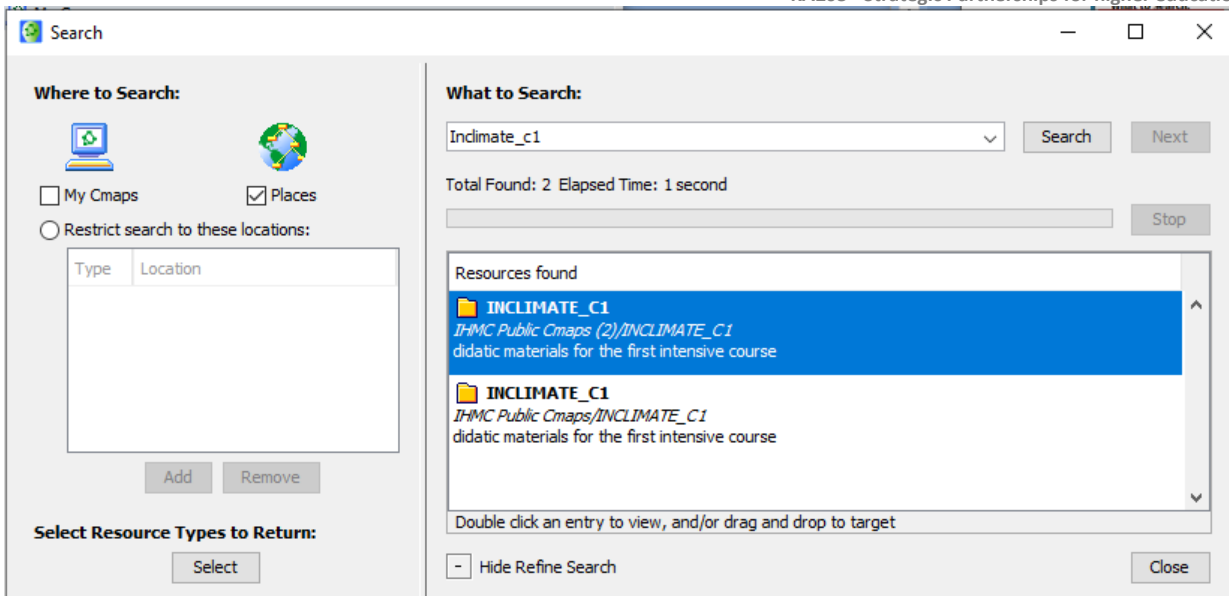 Search
Where to Search:
My Cmaps
Places
Restrict search to these locations:
Type Location
Add Remove
Select Resource Types to Return:
Select
What to Search:
Inclimate_c1
Search
Next
Total Found: 2 Elapsed Time: 1 second
Stop
Resources found
INCLIMATE_C1
IHMC Public Cmaps (2)/INCLIMATE_C1
didatic materials for the first intensive course
INCLIMATE_C1
IHMC Public Cmaps/INCLIMATE_C1
didatic materials for the first intensive course
Double click an entry to view, and/or drag and drop to target
- Hide Refine Search
Close